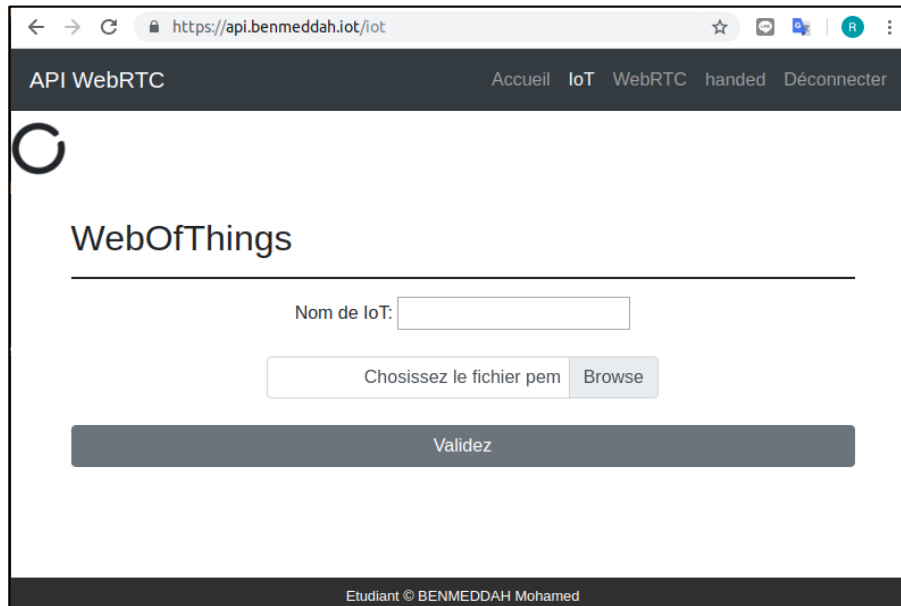 https://api.benmeddah.iot/iot
R
API WebRTC Accueil IoT WebRTC handed Déconnecter
WebOfThings
Nom de IoT:
Chosissez le fichier pem Browse
Validez
Etudiant © BENMEDDAH Mohamed